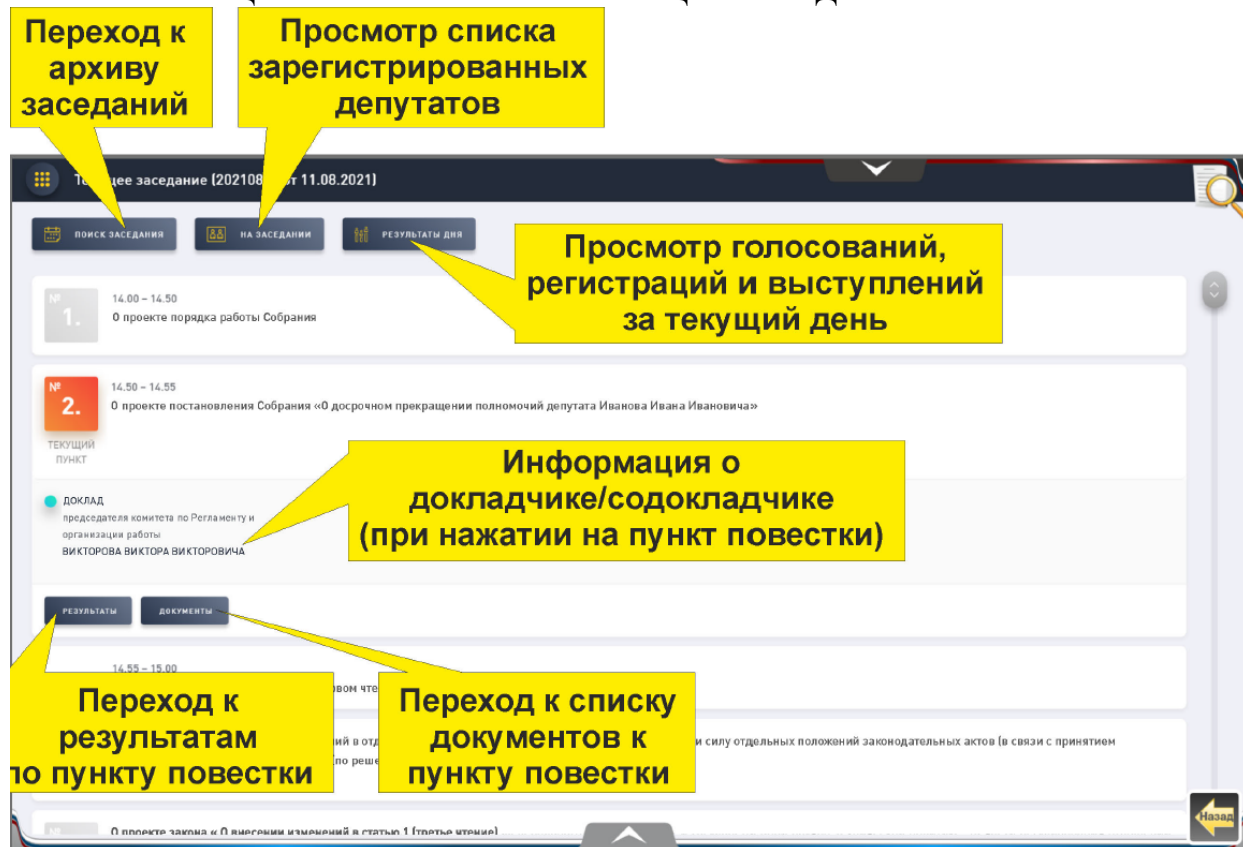 Переход к
архиву
заседаний
Просмотр списка
зарегистрированных
депутатов
ее заседание (202108 т 11.08.2021)
ПОИСК ЗАСЕДАНИЯ
НА ЗАСЕДАНИИ
РЕЗУЛЬТАТЫ ДНЯ
Просмотр голосований,
регистраций и выступлений
за текущий день
№
1.
14.00 – 14.50
О проекте порядка работы Собрания
№
2.
ТЕКУЩИЙ
ПУНКТ
14.50 – 14.55
О проекте постановления Собрания «О досрочном прекращении полномочий депутата Иванова Ивана Ивановича»
Информация о
докладчике/содокладчике
(при нажатии на пункт повестки)
ДОКЛАД
председателя комитета по Регламенту и
организации работы
ВИКТОРОВА ВИКТОРА ВИКТОРОВИЧА
РЕЗУЛЬТАТЫ
ДОКУМЕНТЫ
14.55 – 15.00
Переход к
результатам
по пункту повестки
Переход к списку
документов к
пункту повестки
и силу отдельных положений законодательных актов (в связи с принятием
№
О проекте закона « О внесении изменений в статью 1 (третье чтение)
Назад